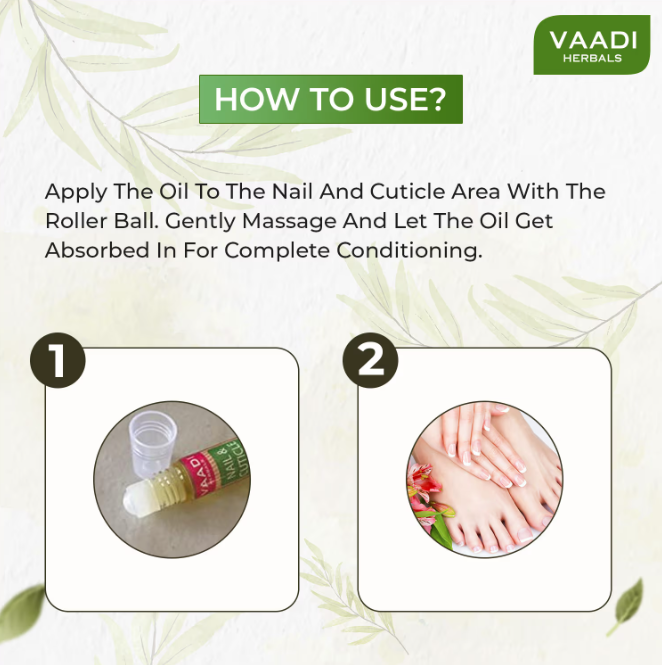 VAADI
HERBALS
HOW TO USE?
Apply The Oil To The Nail And Cuticle Area With The
Roller Ball. Gently Massage And Let The Oil Get
Absorbed In For Complete Conditioning.
1
2
VAADI
NAIL &
CUTICLE